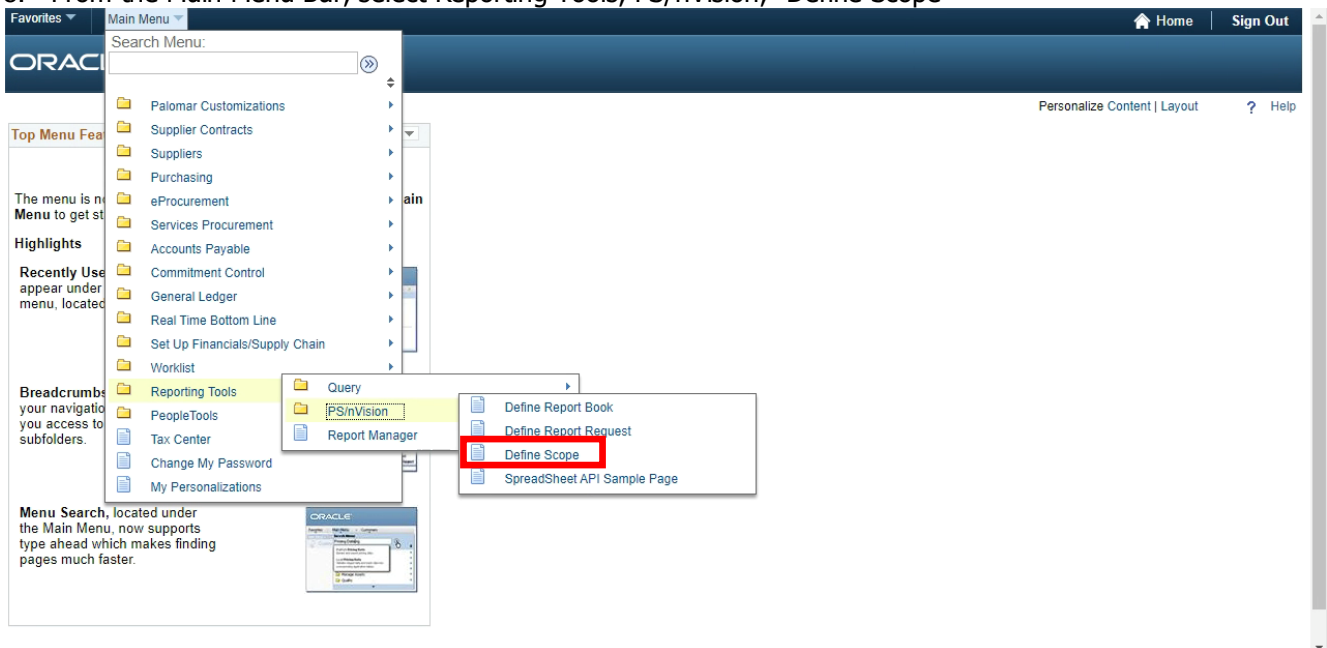 From the Main Menu Bar, select Reporting Tools, PS/nVision, Define Scope
Favorites Main Menu Home Sign Out
Search Menu:
ORACL
Personalize Content | Layout ? Help
Top Menu Fea
Palomar Customizations
Supplier Contracts
Suppliers
Purchasing
eProcurement
Services Procurement
Accounts Payable
Commitment Control
General Ledger
Real Time Bottom Line
Set Up Financials/Supply Chain
Worklist
Reporting Tools
PeopleTools
Tax Center
Change My Password
My Personalizations
Query
PS/nVision
Report Manager
Define Report Book
Define Report Request
Define Scope
SpreadSheet API Sample Page
The menu is n ain
Menu to get st
Highlights
Recently Use
appear under
menu, located
Breadcrumbs
your navigatio
you access to
subfolders.
Menu Search, located under
the Main Menu, now supports
type ahead which makes finding
pages much faster.
ORACLE